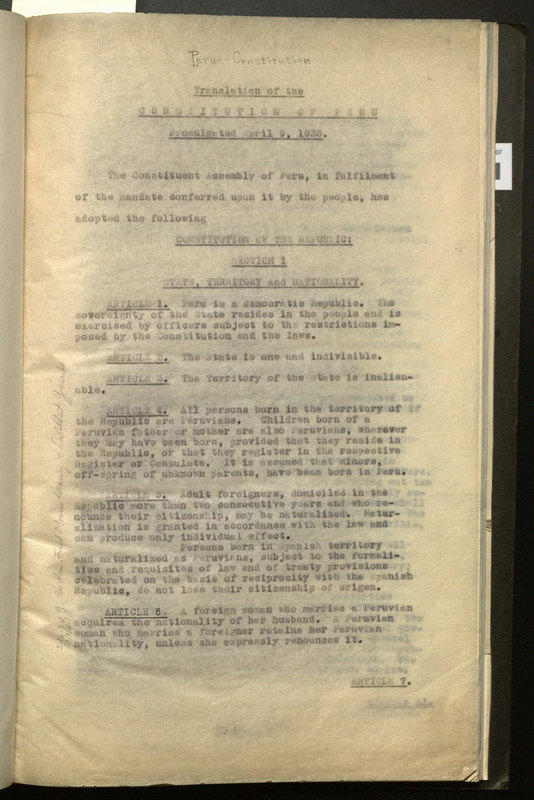 Peru--Constitution
Translation of the
CONSTITUTION OF PERU
Promulgated April 9, 1933.
The Constituent Assembly of Peru, in fulfilment
of the mandate conferred upon it by the people, has
adopted the following
CONSTITUTION OF THE REPUBLIC:
SECTION 1
STATE, TERRITORY and NATIONALITY.
ARTICLE 1. Peru is a democratic Republic. The
sovereignty of the State resides in the people and is
exercised by officers subject to the restrictions im-
posed by the Constitution and the laws.
ARTICLE 2. The State is one and indivisible.
ARTICLE 3. The Territory of the State is inalien-
able.
ARTICLE 4. All persons born in the territory of
the Republic are Peruvians. Children born of a
Peruvian father or mother are also Peruvians, wherever
they may have been born, provided that they reside in
the Republic, or that they register in the respective
Register or Consulate. It is assumed that minors,
off-spring of unknown parents, have been born in Peru.
ARTICLE 5. Adult foreigners, domiciled in the
Republic more than two consecutive years and who re-
nounce their citizenship, may be naturalized. Natur-
alization is granted in accordance with the law and
can produce only individual effect.
Persons born in Spanish territory
and naturalized as Peruvians, subject to the formali-
ties and requisites of law and of treaty provisions
celebrated on the basis of reciprocity with the Spanish
Republic, do not lose their citizenship of origen.
ARTICLE 6. A foreign woman who marries a Peruvian
acquires the nationality of her husband. A Peruvian
woman who marries a foreigner retains her Peruvian
nationality, unless she expressly renounces it.
ARTICLE 7.
07